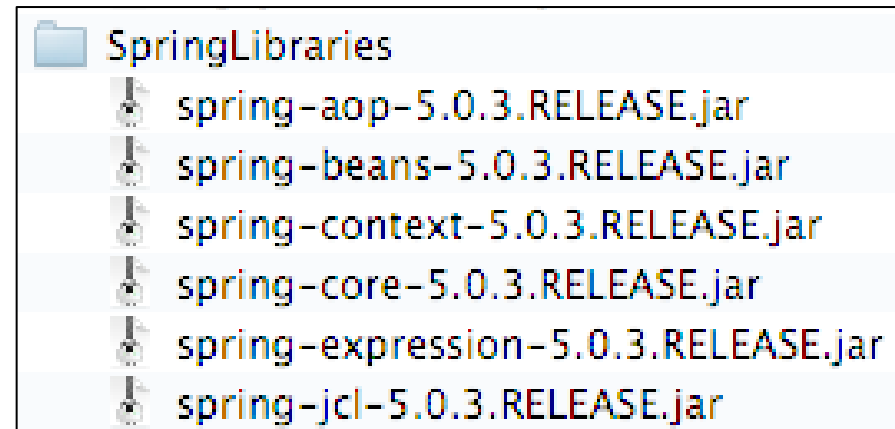 SpringLibraries
spring-aop-5.0.3.RELEASE.jar
spring-beans-5.0.3.RELEASE.jar
spring-context-5.0.3.RELEASE.jar
spring-core-5.0.3.RELEASE.jar
spring-expression-5.0.3.RELEASE.jar
spring-jcl-5.0.3.RELEASE.jar